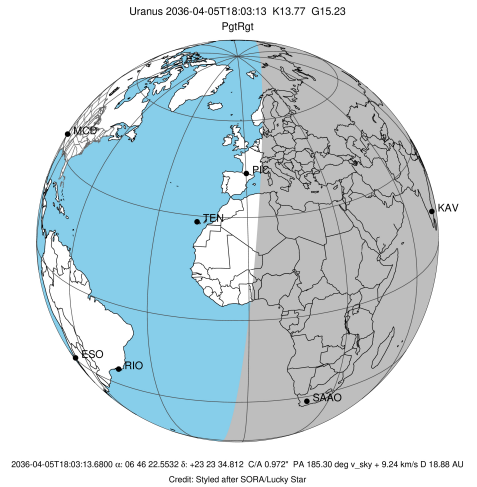 Uranus 2036-04-05T18:03:13 K13.77 G15.23
PgtRgt
MCD
PIC
KAV
TEN
ESO
RIO
SAAO
2036-04-05T18:03:13.6800 α: 06 46 22.5532 δ: +23 23 34.812 C/A 0.972" PA 185.30 deg v_sky + 9.24 km/s D 18.88 AU
Credit: Styled after SORA/Lucky Star